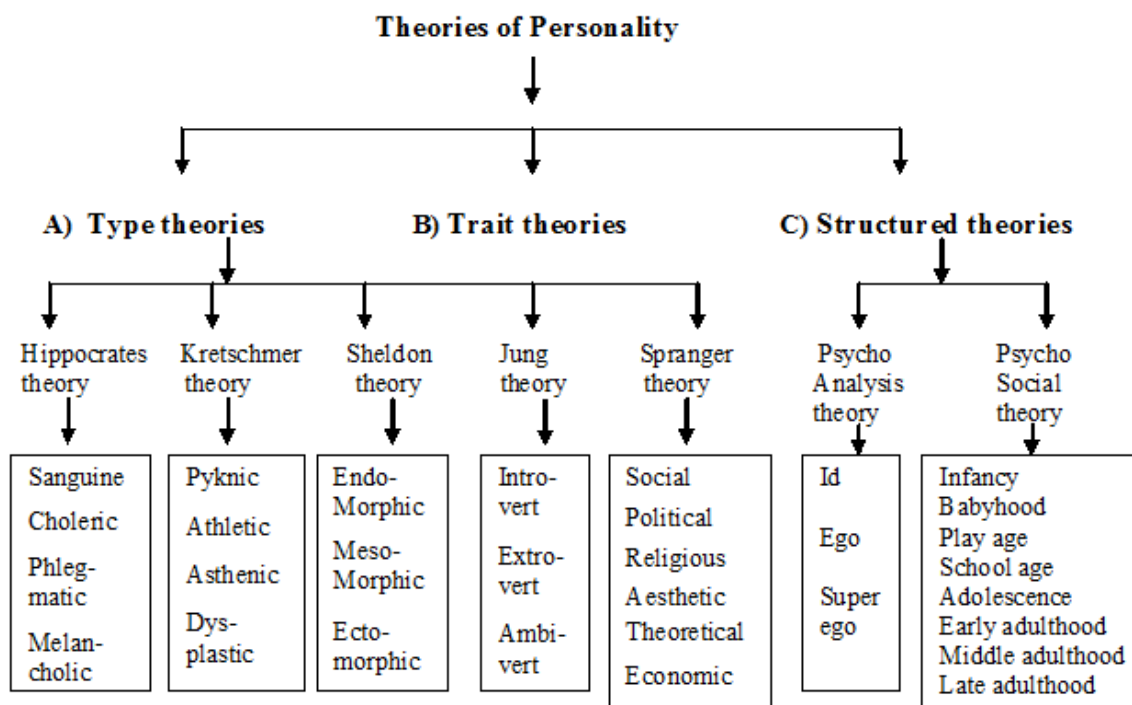 Theories of Personality
A) Type theories
B) Trait theories
C) Structured theories
Hippocrates
theory
Kretschmer
theory
Sheldon
theory
Jung
theory
Spranger
theory
Psycho
Analysis
theory
Psycho
Social
theory
Sanguine
Choleric
Phleg-
matic
Melan-
cholic
Pyknic
Athletic
Asthenic
Dys-
plastic
Endo-
Morphic
Meso-
Morphic
Ecto-
morphic
Intro-
vert
Extro-
vert
Ambi-
vert
Social
Political
Religious
Aesthetic
Theoretical
Economic
Id
Ego
Super
ego
Infancy
Babyhood
Play age
School age
Adolescence
Early adulthood
Middle adulthood
Late adulthood